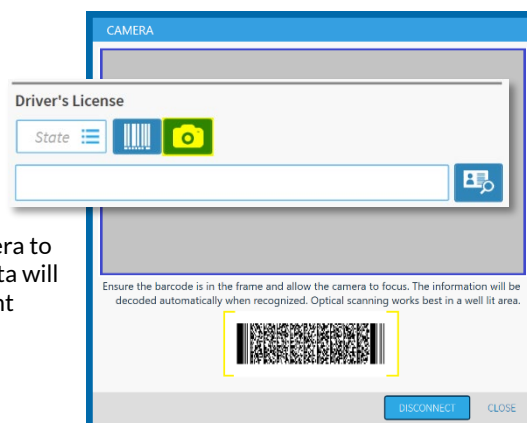 CAMERA
Driver's License
State
era to
ta will
nt
Ensure the barcode is in the frame and allow the camera to focus. The information will be
decoded automatically when recognized. Optical scanning works best in a well lit area.
DISCONNECT CLOSE